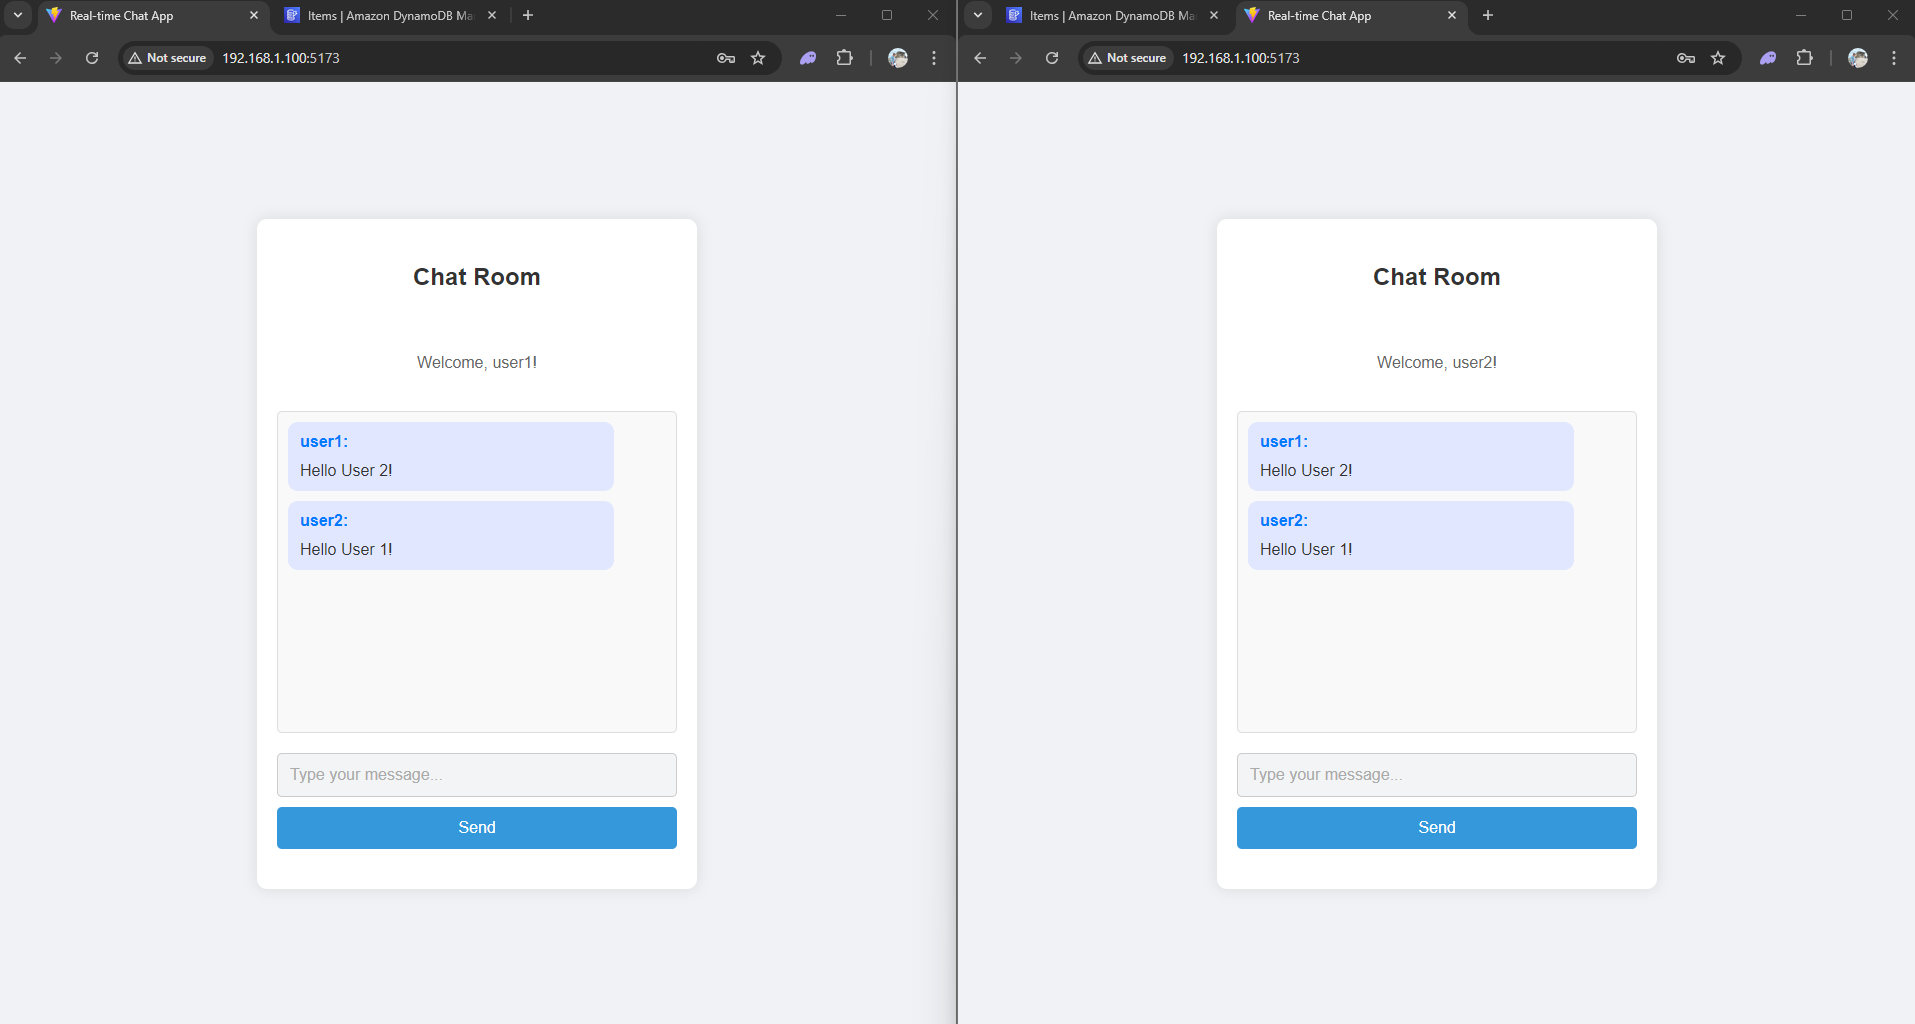 Real-time Chat App
Items | Amazon DynamoDB Ma
Not secure
192.168.1.100:5173
Chat Room
Welcome, user1!
user1:
Hello User 2!
user2:
Hello User 1!
Type your message...
Send
Items | Amazon DynamoDB Ma
Real-time Chat App
Not secure
192.168.1.100:5173
Chat Room
Welcome, user2!
user1:
Hello User 2!
user2:
Hello User 1!
Type your message...
Send